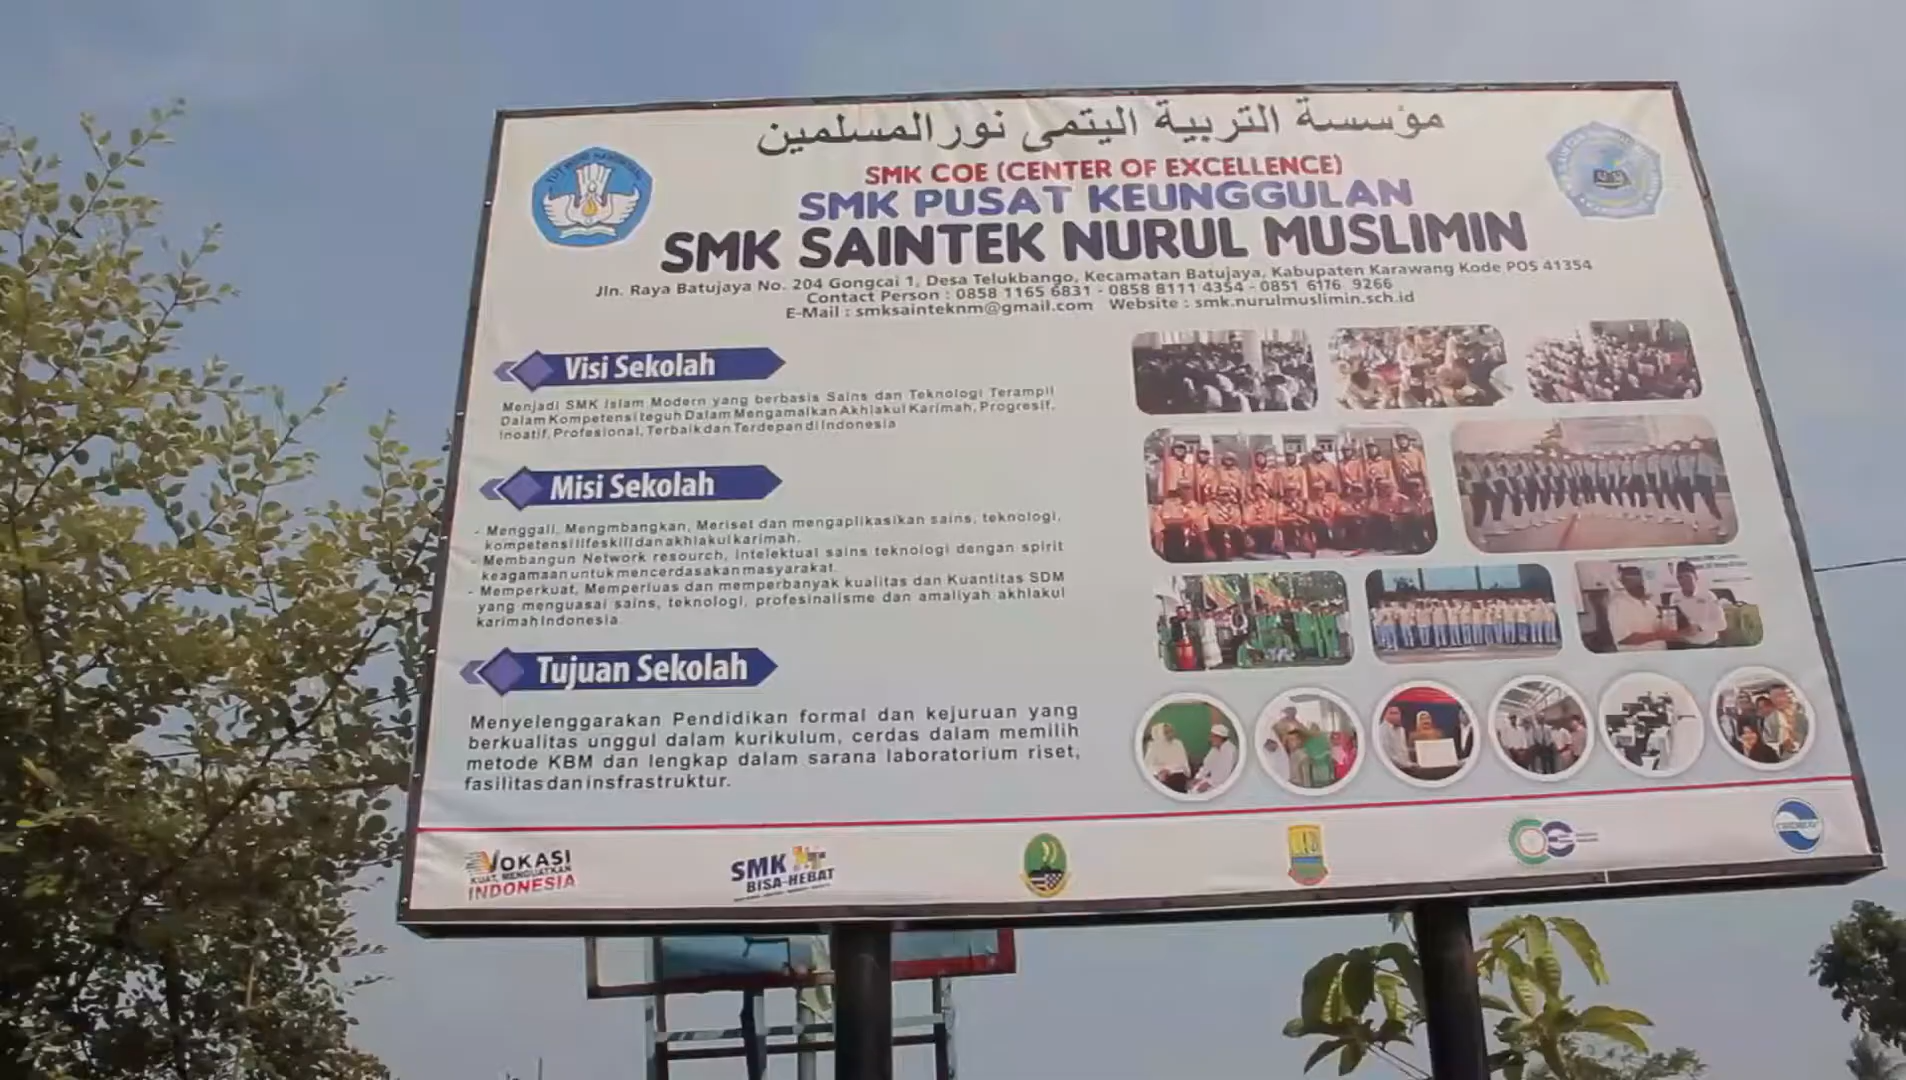 مؤسسة التربية اليتمى نورالمسلمين
SMK COE (CENTER OF EXCELLENCE)
SMK PUSAT KEUNGGULAN
SMK SAINTEK NURUL MUSLIMIN
Jln. Raya Batujaya No. 204 Gongcai 1, Desa Telukbango, Kecamatan Batujaya, Kabupaten Karawang Kode POS 41354
Contact Person : 0858 1165 6831 - 0858 8111 4354 - 0851 6176 9266
E-Mail : smksainteknm@gmail.com Website : smk.nurulmuslimin.sch.id
TUT WURI HANDAYANI
Visi Sekolah
Menjadi SMK Islam Modern yang berbasis Sains dan Teknologi Terampil
Dalam Kompetensi teguh Dalam Mengamalkan Akhlakul Karimah, Progresif,
Inoatif, Profesional, Terbaik dan Terdepan di Indonesia
Misi Sekolah
- Menggali, Mengmbangkan, Meriset dan mengaplikasikan sains, teknologi,
kompetensi lifeskill dan akhlakul karimah.
- Membangun Network resourch, intelektual sains teknologi dengan spirit
keagamaan untuk mencerdasakan masyarakat.
- Memperkuat, Memperluas dan memperbanyak kualitas dan Kuantitas SDM
yang menguasai sains, teknologi, profesinalisme dan amaliyah akhlakul
karimah Indonesia
Tujuan Sekolah
Menyelenggarakan Pendidikan formal dan kejuruan yang
berkualitas unggul dalam kurikulum, cerdas dalam memilih
metode KBM dan lengkap dalam sarana laboratorium riset,
fasilitas dan insfrastruktur.
VOKASI
KUAT, MENGUATKAN
INDONESIA
SMK
BISA-HEBAT